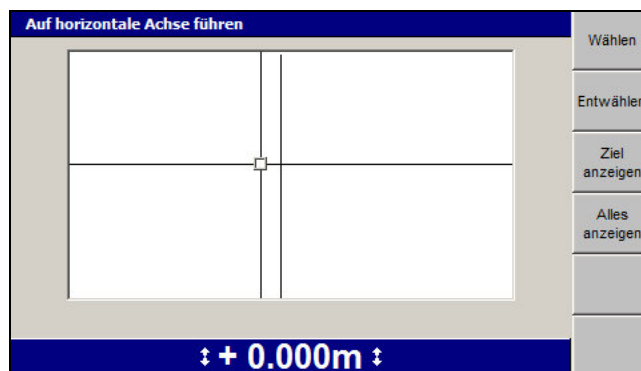 Auf horizontale Achse führen
Wählen
Entwählen
Ziel
anzeigen
Alles
anzeigen
+ 0.000m